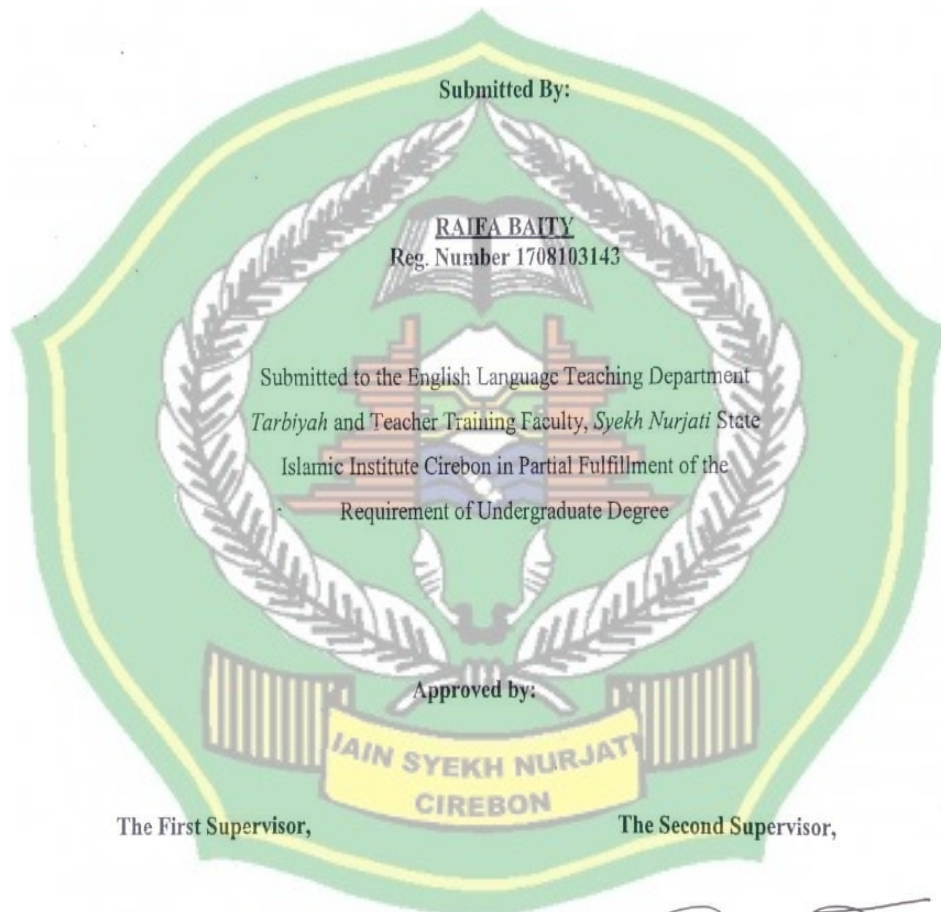 Submitted By:
RAIFA BAITY
Reg. Number 1708103143
Submitted to the English Language Teaching Department
Tarbiyah and Teacher Training Faculty, Syekh Nurjati State
Islamic Institute Cirebon in Partial Fulfillment of the
Requirement of Undergraduate Degree
Approved by:
IAIN SYEKH NURJATI
CIREBON
The First Supervisor, The Second Supervisor,